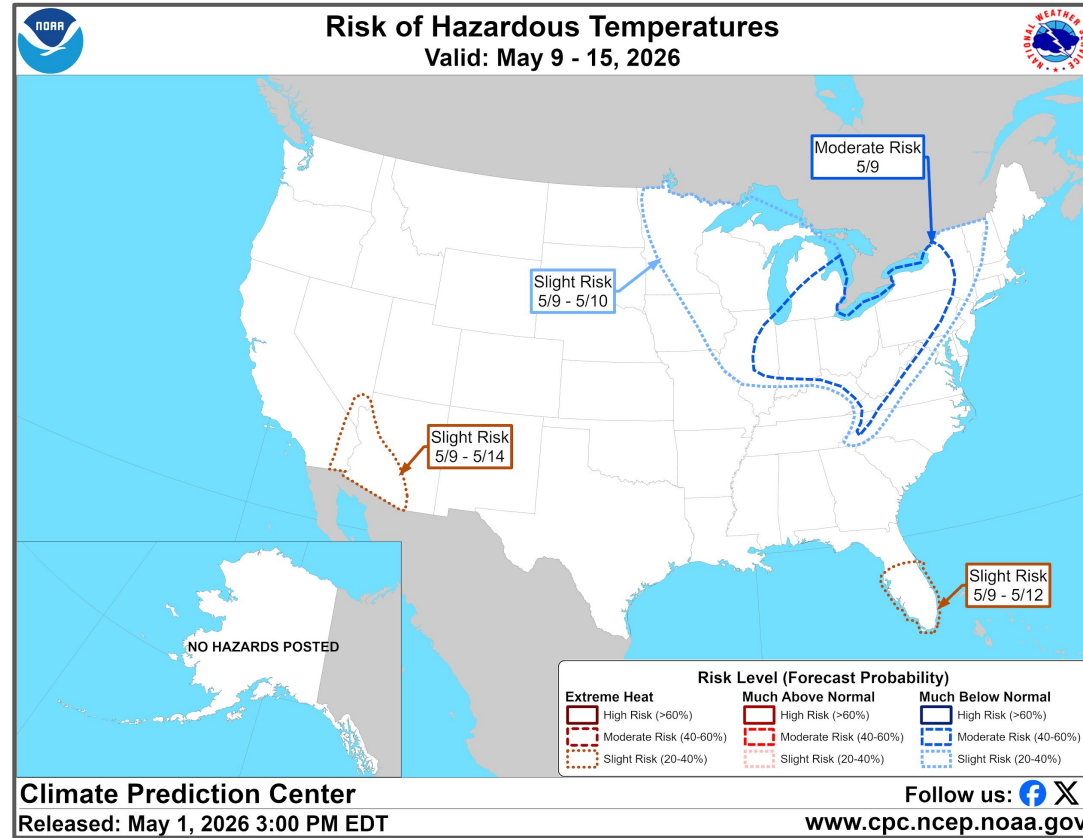 NOAA
Risk of Hazardous Temperatures
Valid: May 9 - 15, 2026
NATIONAL WEATHER SERVICE
Moderate Risk
5/9
Slight Risk
5/9 - 5/10
Slight Risk
5/9 - 5/14
Slight Risk
5/9 - 5/12
NO HAZARDS POSTED
Risk Level (Forecast Probability)
Extreme Heat
High Risk (>60%)
Moderate Risk (40-60%)
Slight Risk (20-40%)
Much Above Normal
High Risk (>60%)
Moderate Risk (40-60%)
Slight Risk (20-40%)
Much Below Normal
High Risk (>60%)
Moderate Risk (40-60%)
Slight Risk (20-40%)
Climate Prediction Center
Follow us:
Released: May 1, 2026 3:00 PM EDT
www.cpc.ncep.noaa.gov